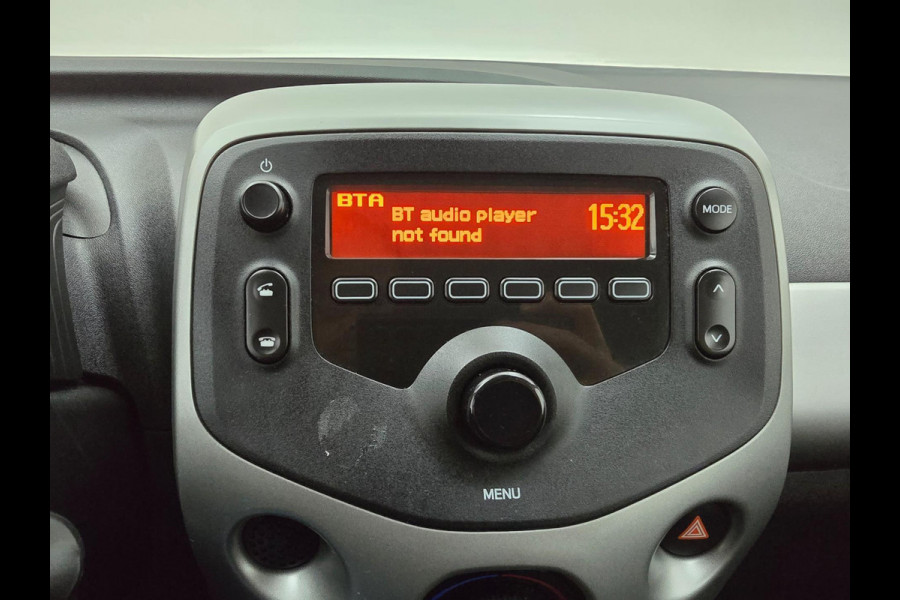 BTA
BT audio player
not found
15:32
MODE
MENU